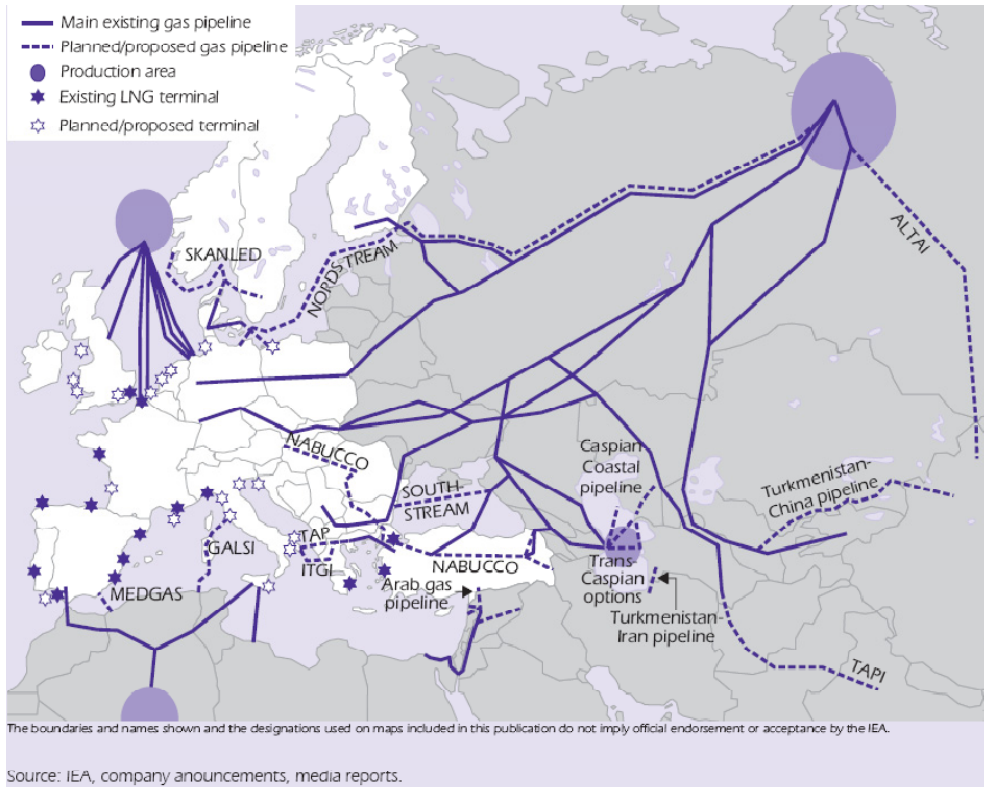 Main existing gas pipeline
Planned/proposed gas pipeline
Production area
Existing LNG terminal
Planned/proposed terminal
SKANLED
NORDSTREAM
ALTAI
NABUCCO
Caspian
Coastal
pipeline
Turkmenistan-
China pipeline
SOUTH
STREAM
TAP
GALSI
ITGI
NABUCCO
MEDGAS
Arab gas
pipeline
Trans-
Caspian
options
Turkmenistan-
Iran pipeline
TAPI
The boundaries and names shown and the designations used on maps included in this publication do not imply official endorsement or acceptance by the IEA.
Source: IEA, company anouncements, media reports.